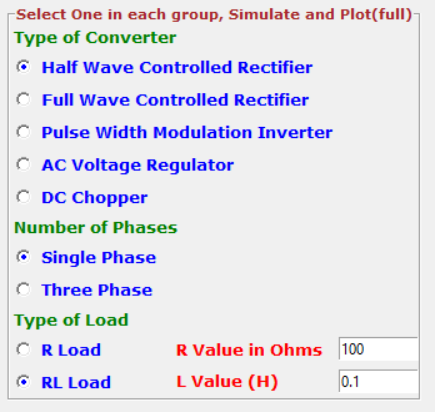 Select One in each group, Simulate and Plot(full)
Type of Converter
Half Wave Controlled Rectifier
Full Wave Controlled Rectifier
Pulse Width Modulation Inverter
AC Voltage Regulator
DC Chopper
Number of Phases
Single Phase
Three Phase
Type of Load
R Load R Value in Ohms 100
RL Load L Value (H) 0.1